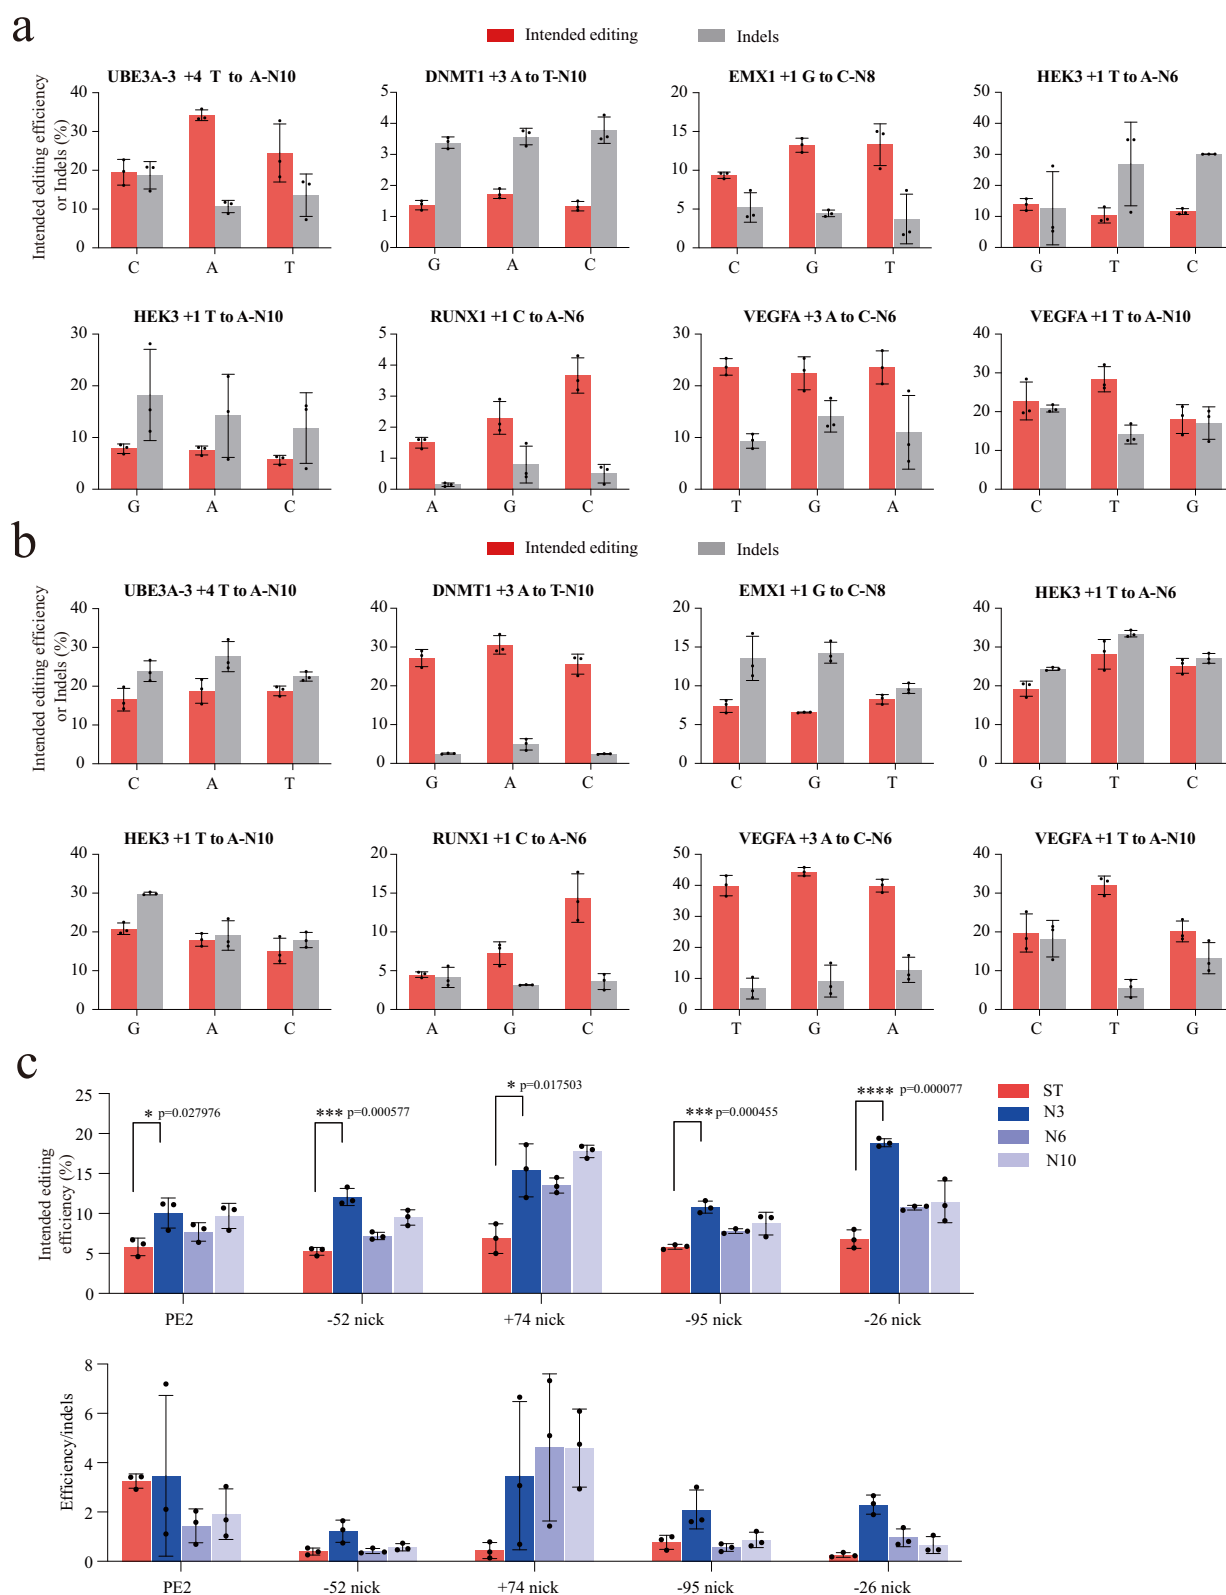 a
Intended editing Indels
UBE3A-3 +4 T to A-N10 DNMT1 +3 A to T-N10 EMX1 +1 G to C-N8 HEK3 +1 T to A-N6
Intended editing efficiency
or Indels (%)
40 30 20 10 0
C A T
5 4 3 2 1 0
G A C
20 15 10 5 0
C G T
50 40 30 20 10 0
G T C
HEK3 +1 T to A-N10 RUNX1 +1 C to A-N6 VEGFA +3 A to C-N6 VEGFA +1 T to A-N10
30 20 10 0
G A C
5 4 3 2 1 0
A G C
30 20 10 0
T G A
40 30 20 10 0
C T G
b
Intended editing Indels
UBE3A-3 +4 T to A-N10 DNMT1 +3 A to T-N10 EMX1 +1 G to C-N8 HEK3 +1 T to A-N6
Intended editing efficiency
or Indels (%)
40 30 20 10 0
C A T
40 30 20 10 0
G A C
20 15 10 5 0
C G T
40 30 20 10 0
G T C
HEK3 +1 T to A-N10 RUNX1 +1 C to A-N6 VEGFA +3 A to C-N6 VEGFA +1 T to A-N10
40 30 20 10 0
G A C
20 15 10 5 0
A G C
50 40 30 20 10 0
T G A
40 30 20 10 0
C T G
c
Intended editing
efficiency (%)
25 20 15 10 5 0
* p=0.027976
*** p=0.000577
* p=0.017503
*** p=0.000455
**** p=0.000077
ST
N3
N6
N10
PE2 -52 nick +74 nick -95 nick -26 nick
Efficiency/indels
8 6 4 2 0
PE2 -52 nick +74 nick -95 nick -26 nick